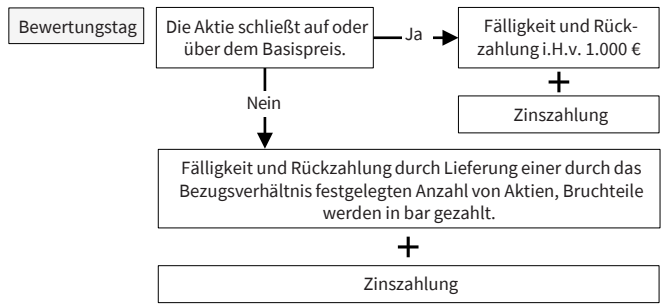 Bewertungstag
Die Aktie schließt auf oder
über dem Basispreis.
Ja
Fälligkeit und Rück-
zahlung i.H.v. 1.000 €
+
Zinszahlung
Nein
Fälligkeit und Rückzahlung durch Lieferung einer durch das
Bezugsverhältnis festgelegten Anzahl von Aktien, Bruchteile
werden in bar gezahlt.
+
Zinszahlung